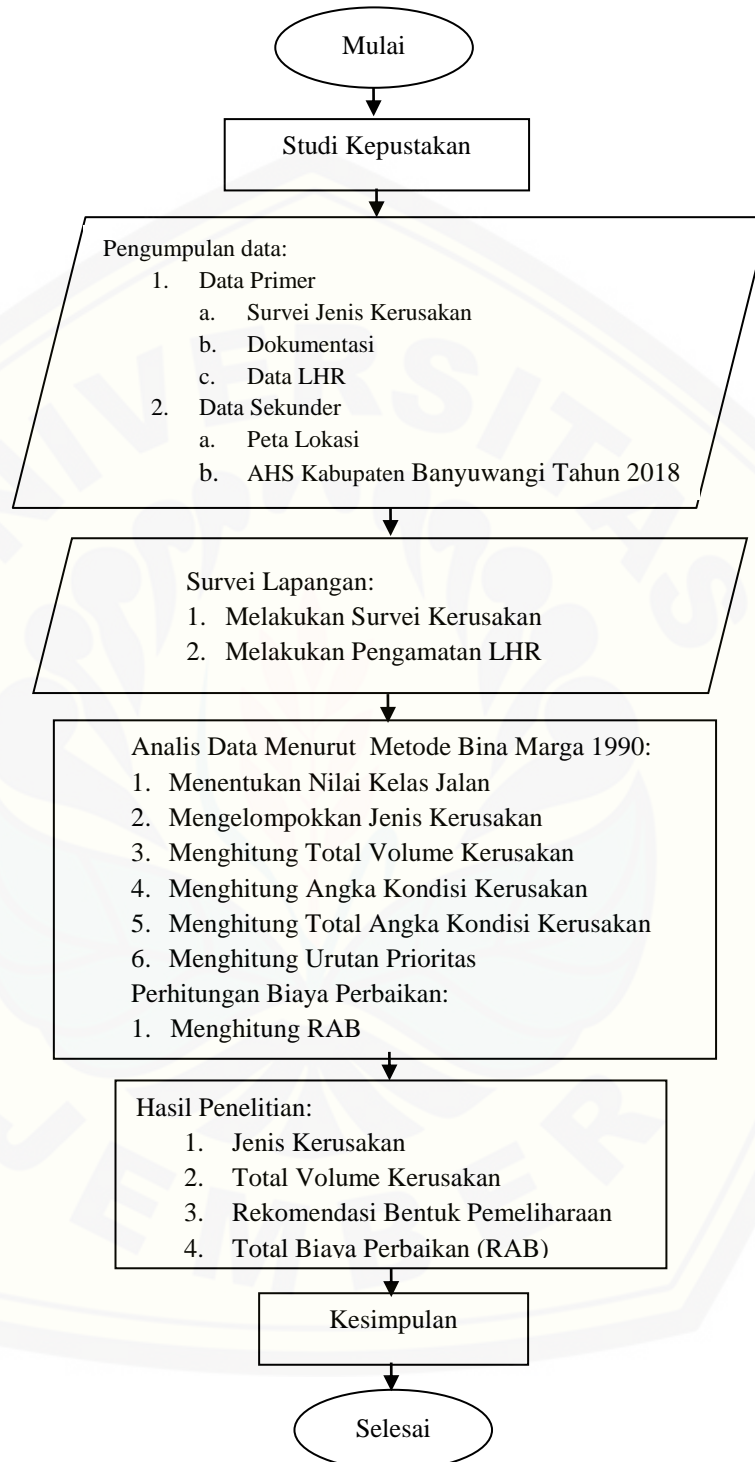 Mulai
Studi Kepustakan
Pengumpulan data:
1. Data Primer
a. Survei Jenis Kerusakan
b. Dokumentasi
c. Data LHR
2. Data Sekunder
a. Peta Lokasi
b. AHS Kabupaten Banyuwangi Tahun 2018
Survei Lapangan:
1. Melakukan Survei Kerusakan
2. Melakukan Pengamatan LHR
Analis Data Menurut Metode Bina Marga 1990:
1. Menentukan Nilai Kelas Jalan
2. Mengelompokkan Jenis Kerusakan
3. Menghitung Total Volume Kerusakan
4. Menghitung Angka Kondisi Kerusakan
5. Menghitung Total Angka Kondisi Kerusakan
6. Menghitung Urutan Prioritas
Perhitungan Biaya Perbaikan:
1. Menghitung RAB
Hasil Penelitian:
1. Jenis Kerusakan
2. Total Volume Kerusakan
3. Rekomendasi Bentuk Pemeliharaan
4. Total Biaya Perbaikan (RAB)
Kesimpulan
Selesai
UNIVERSITAS
JEMBER